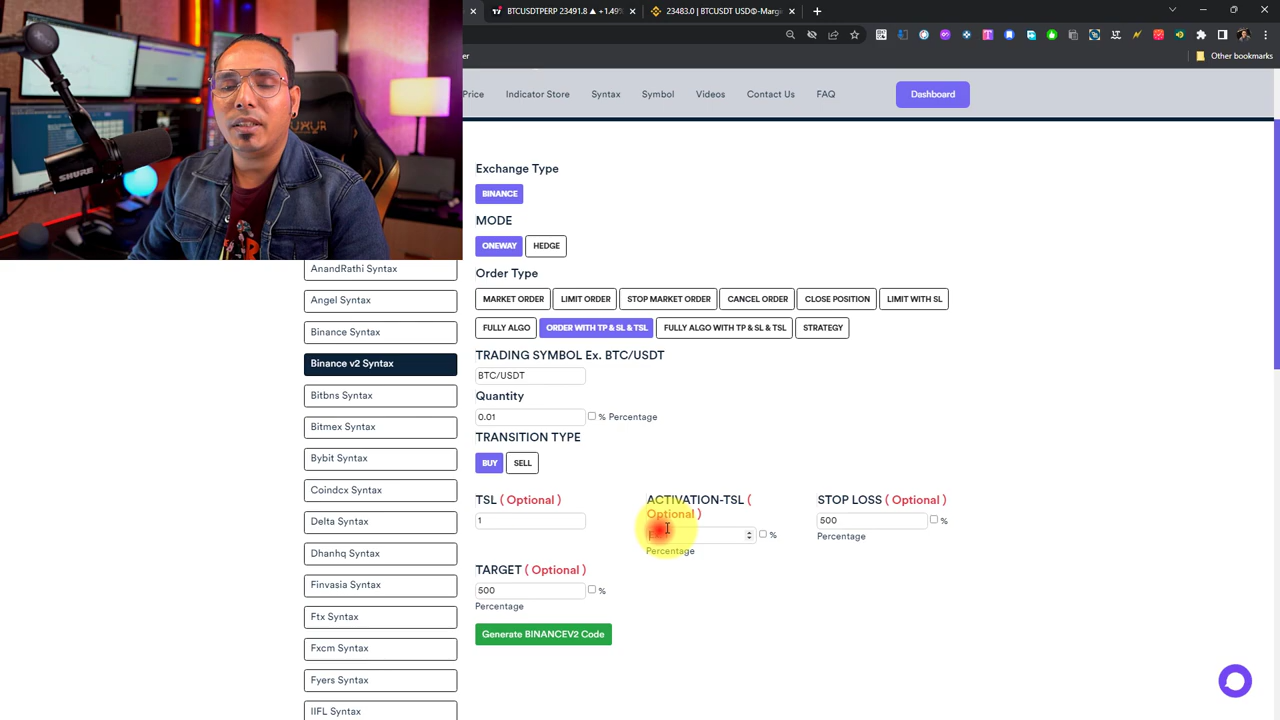 BTCUSDTPERP 23491.8 ▲ +1.49%
23483.0 | BTCUSDT USDⓈ-Marg
Other bookmarks
Price
Indicator Store
Syntax
Symbol
Videos
Contact Us
FAQ
Dashboard
SHURE
Exchange Type
BINANCE
MODE
ONEWAY
HEDGE
Order Type
MARKET ORDER
LIMIT ORDER
STOP MARKET ORDER
CANCEL ORDER
CLOSE POSITION
LIMIT WITH SL
FULLY ALGO
ORDER WITH TP & SL & TSL
FULLY ALGO WITH TP & SL & TSL
STRATEGY
TRADING SYMBOL Ex. BTC/USDT
BTC/USDT
Quantity
0.01
% Percentage
TRANSITION TYPE
BUY
SELL
TSL ( Optional )
1
ACTIVATION-TSL (
Optional )
%
Percentage
STOP LOSS ( Optional )
500
%
Percentage
TARGET ( Optional )
500
%
Percentage
Generate BINANCEV2 Code
AnandRathi Syntax
Angel Syntax
Binance Syntax
Binance v2 Syntax
Bitbns Syntax
Bitmex Syntax
Bybit Syntax
Coindcx Syntax
Delta Syntax
Dhanhq Syntax
Finvasia Syntax
Ftx Syntax
Fxcm Syntax
Fyers Syntax
IIFL Syntax